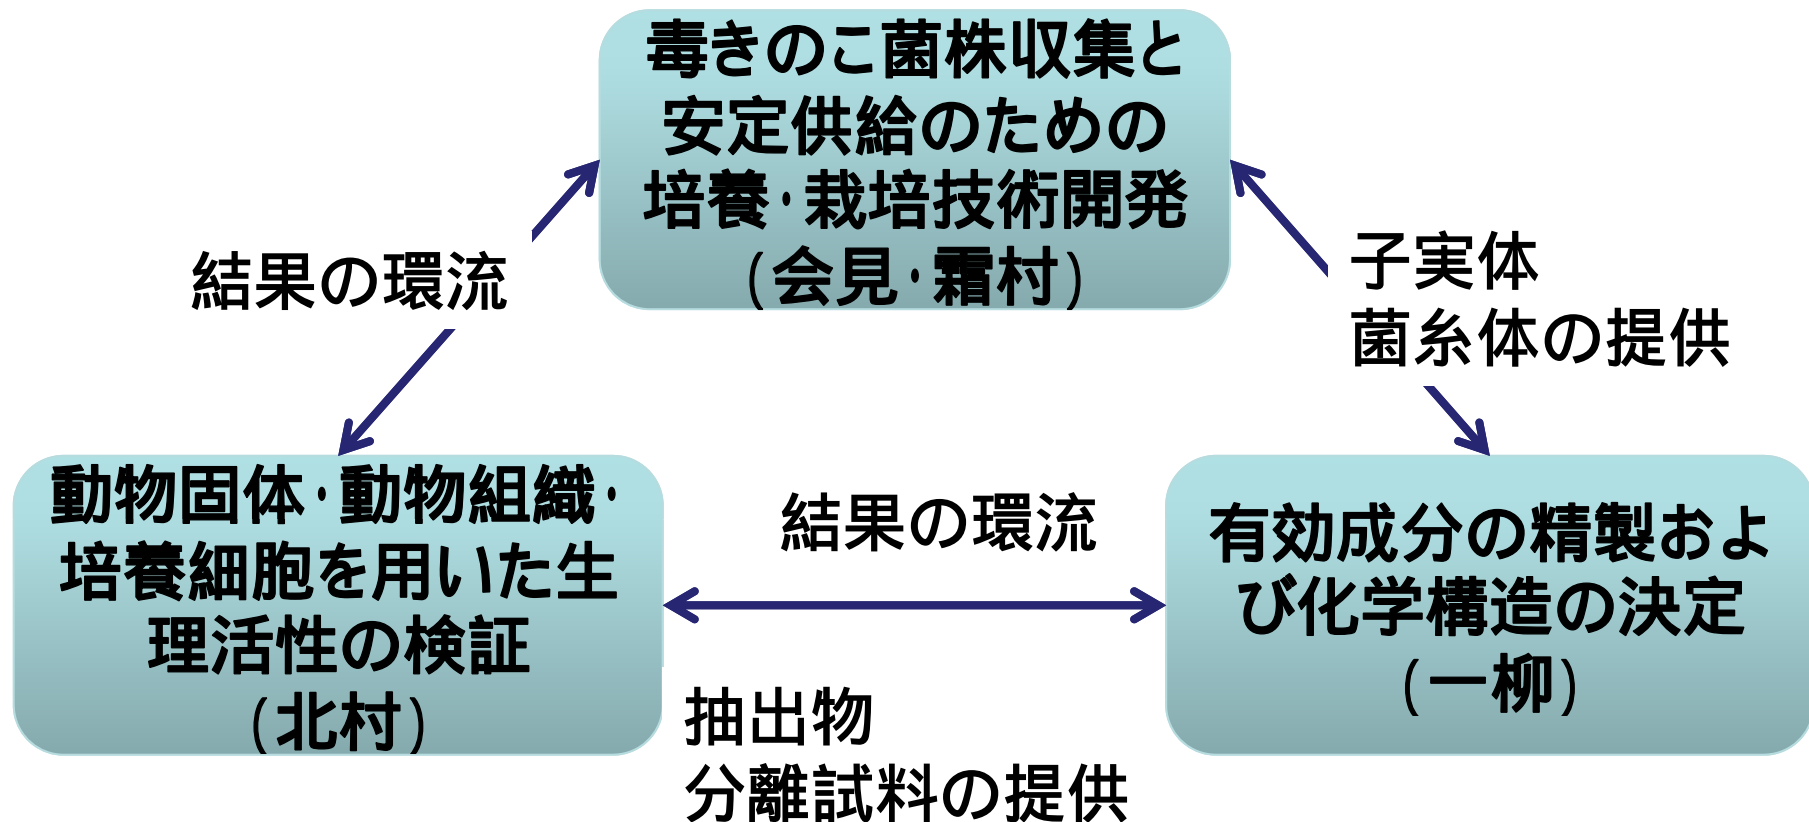 毒きのこ菌株収集と
安定供給のための
培養・栽培技術開発
(会見・霜村)
結果の環流
子実体
菌糸体の提供
動物固体・動物組織・
培養細胞を用いた生
理活性の検証
(北村)
結果の環流
抽出物
分離試料の提供
有効成分の精製およ
び化学構造の決定
(一柳)